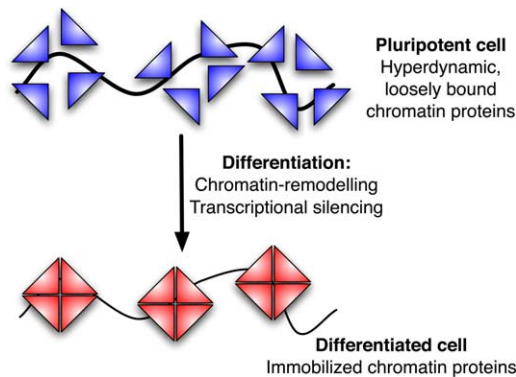 Pluripotent cell
Hyperdynamic,
loosely bound
chromatin proteins
Differentiation:
Chromatin-remodelling
Transcriptional silencing
Differentiated cell
Immobilized chromatin proteins